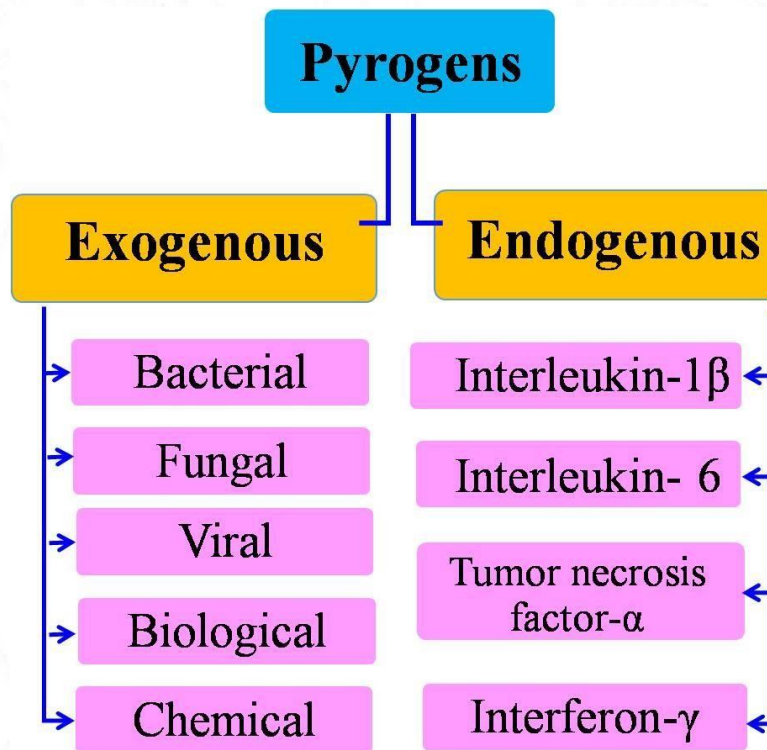 Pyrogens
Exogenous
Bacterial
Fungal
Viral
Biological
Chemical
Endogenous
Interleukin-1β
Interleukin- 6
Tumor necrosis
factor-α
Interferon-γ